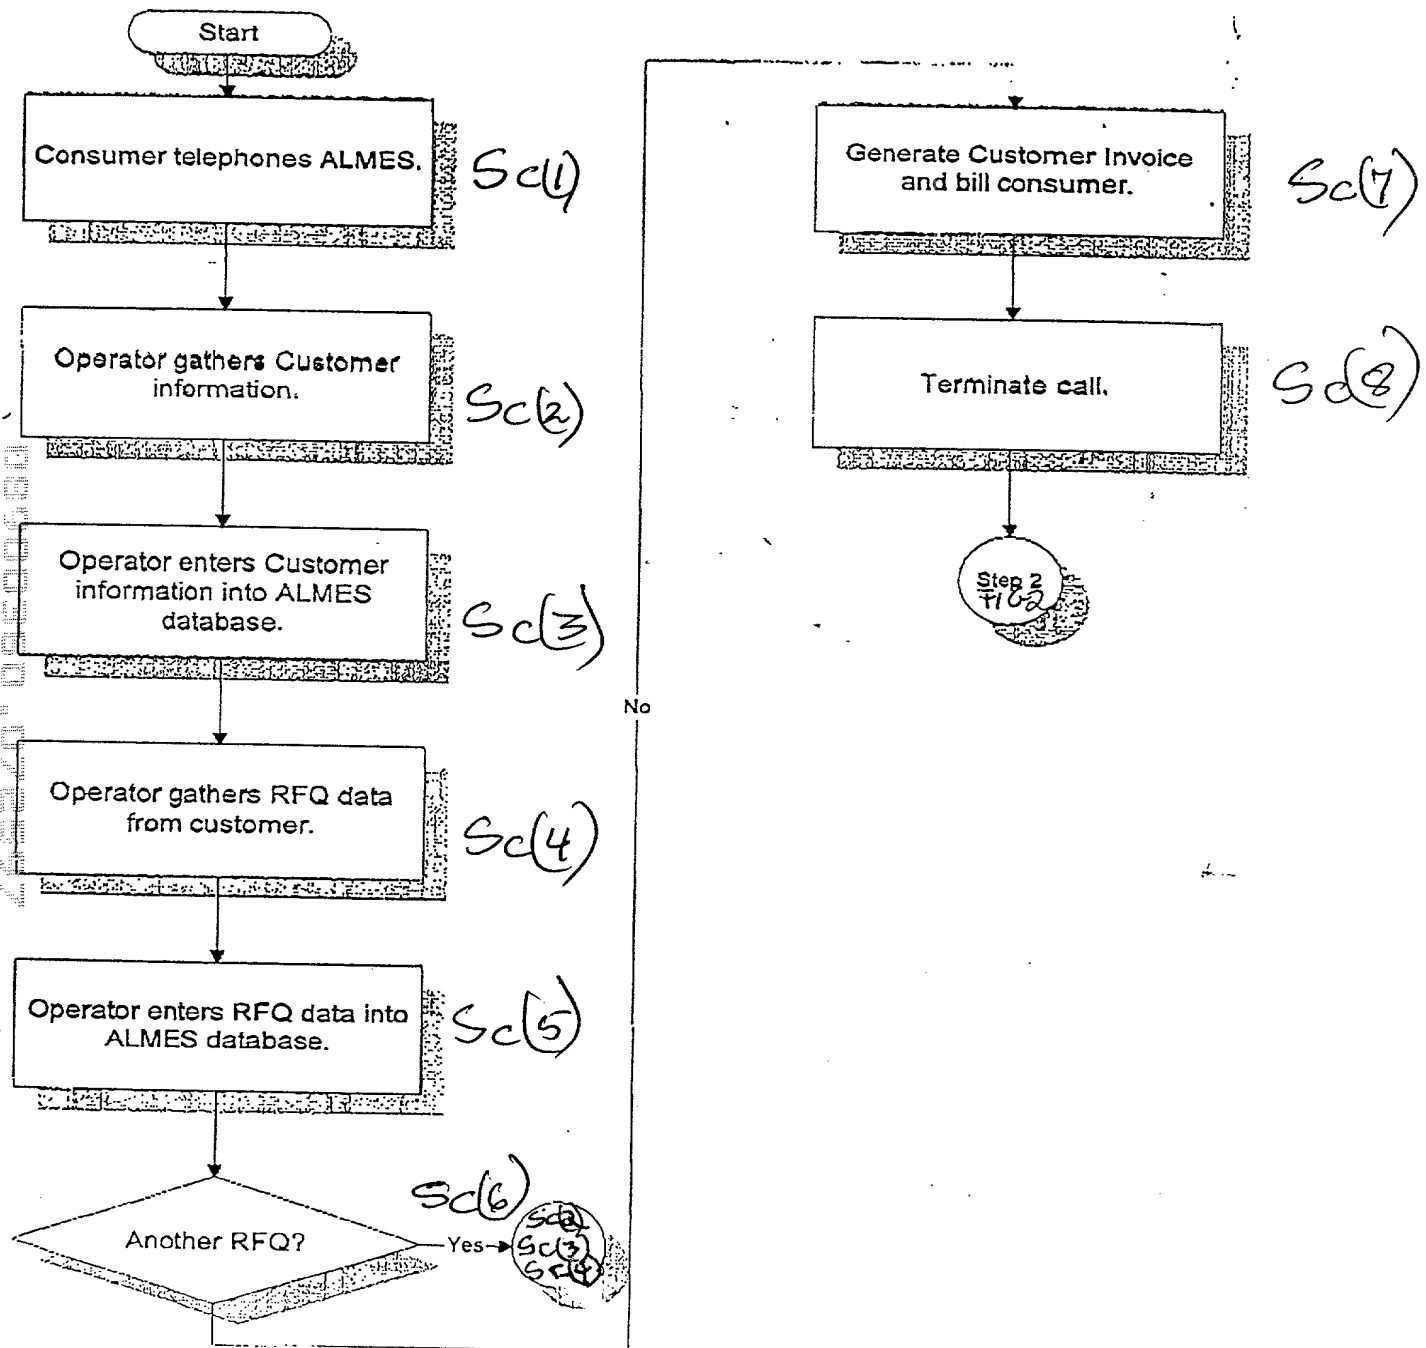 Start
Consumer telephones ALMES.
Sc(1)
Operator gathers Customer
information.
Sc(2)
Operator enters Customer
information into ALMES
database.
Sc(3)
Operator gathers RFQ data
from customer.
Sc(4)
Operator enters RFQ data into
ALMES database.
Sc(5)
Another RFQ?
Sc(6)
Yes
Sc(2)
Sc(3)
Sc(4)
No
Generate Customer Invoice
and bill consumer.
Sc(7)
Terminate call.
Sc(8)
Step 2